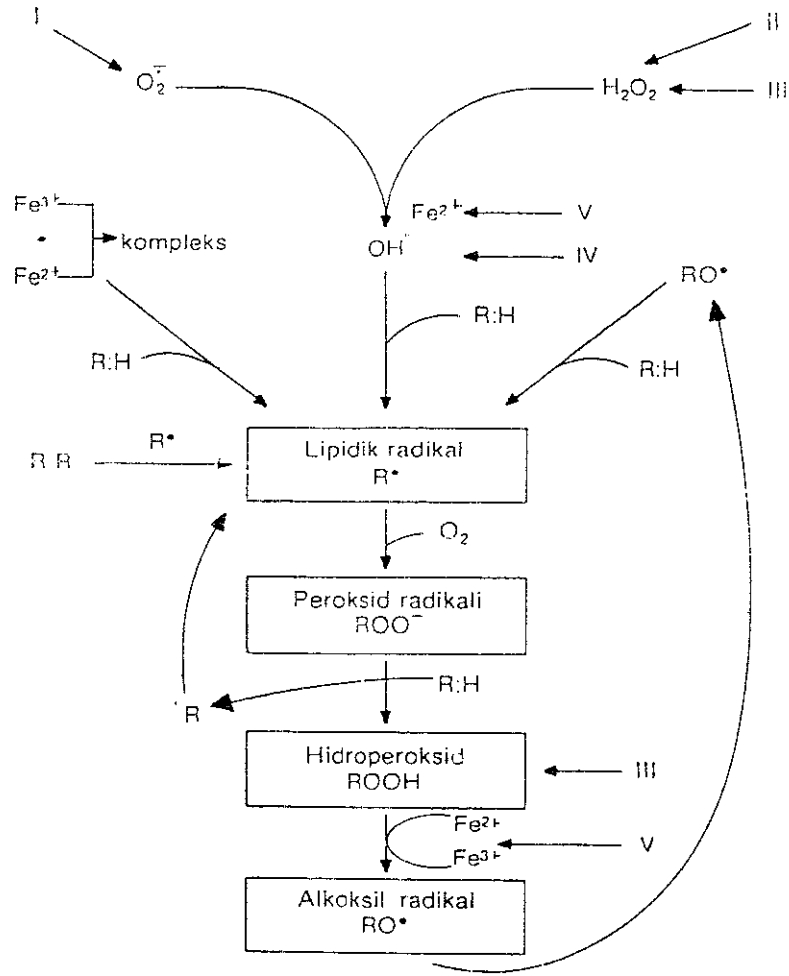 I
II
O₂⁻
H₂O₂
III
Fe³⁺
•
Fe²⁺
kompleks
Fe²⁺
V
OH
IV
RO•
R:H
R:H
R:H
R R
R•
Lipidik radikal
R•
O₂
Peroksid radikali
ROO⁻
R:H
R
Hidroperoksid
ROOH
III
Fe²⁺
Fe³⁺
V
Alkoksil radikal
RO•